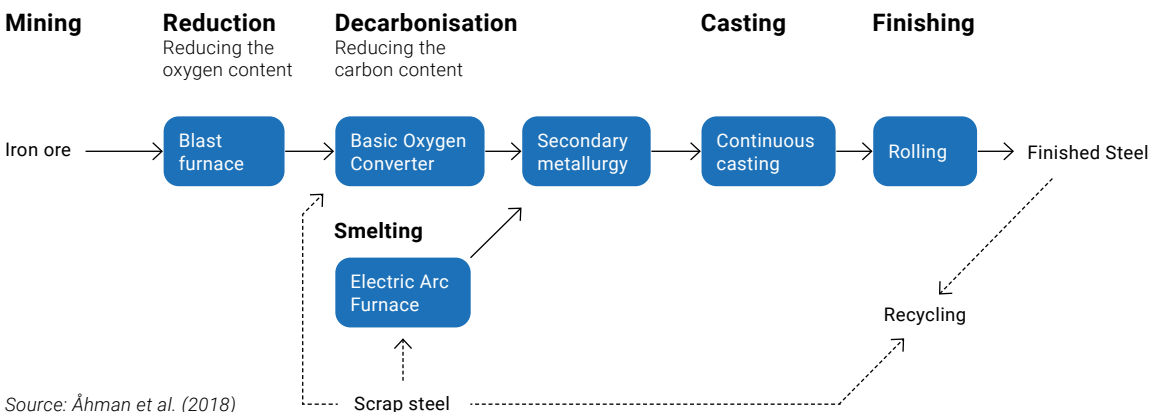 Mining
Reduction
Reducing the
oxygen content
Decarbonisation
Reducing the
carbon content
Casting
Finishing
Iron ore
Blast
furnace
Basic Oxygen
Converter
Secondary
metallurgy
Continuous
casting
Rolling
Finished Steel
Smelting
Electric Arc
Furnace
Recycling
Scrap steel
Source: Åhman et al. (2018)